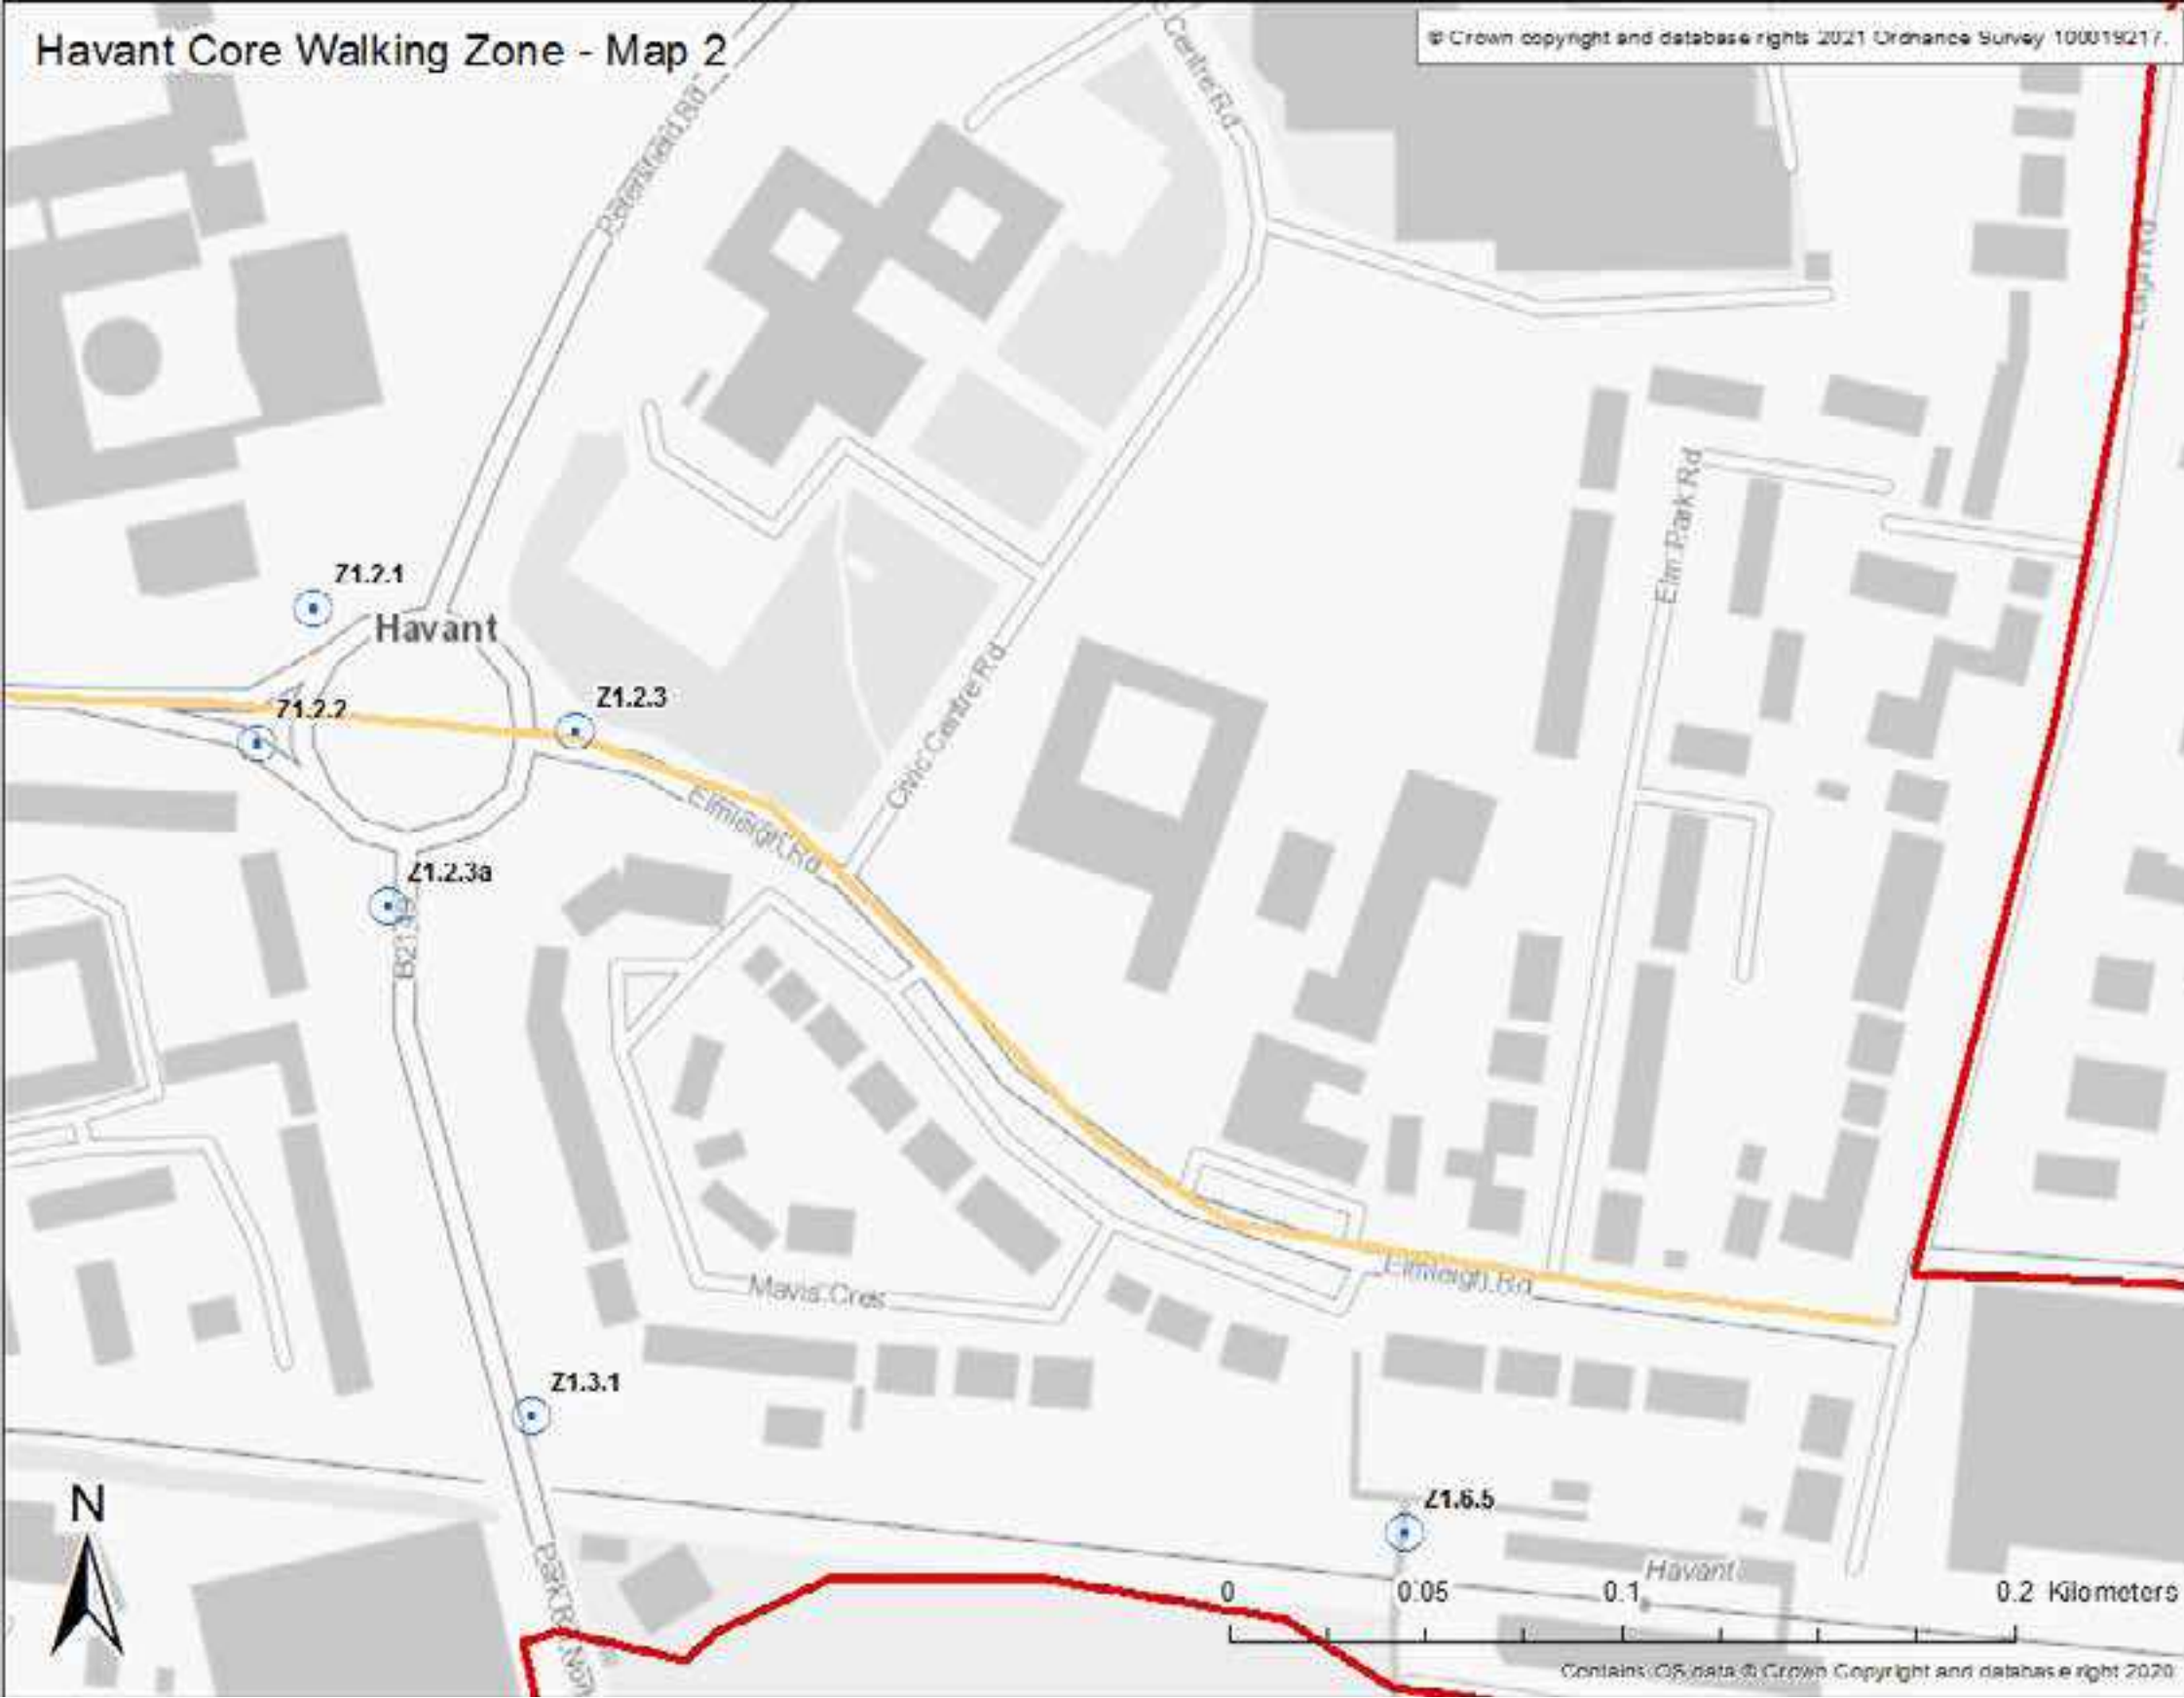 Havant Core Walking Zone - Map 2
© Crown copyright and database rights 2021 Ordnance Survey 100019217.
Petersfield Rd
Centre Rd
Leigh Rd
Elm Park Rd
Z1.2.1
Havant
Z1.2.2
Z1.2.3
Civic Centre Rd
Elmleigh Rd
Z1.2.3a
Elmleigh Rd
Mavis Cres
Z1.3.1
Z1.6.5
N
Havant
0 0.05 0.1 0.2 Kilometers
Contains OS data © Crown Copyright and database right 2020